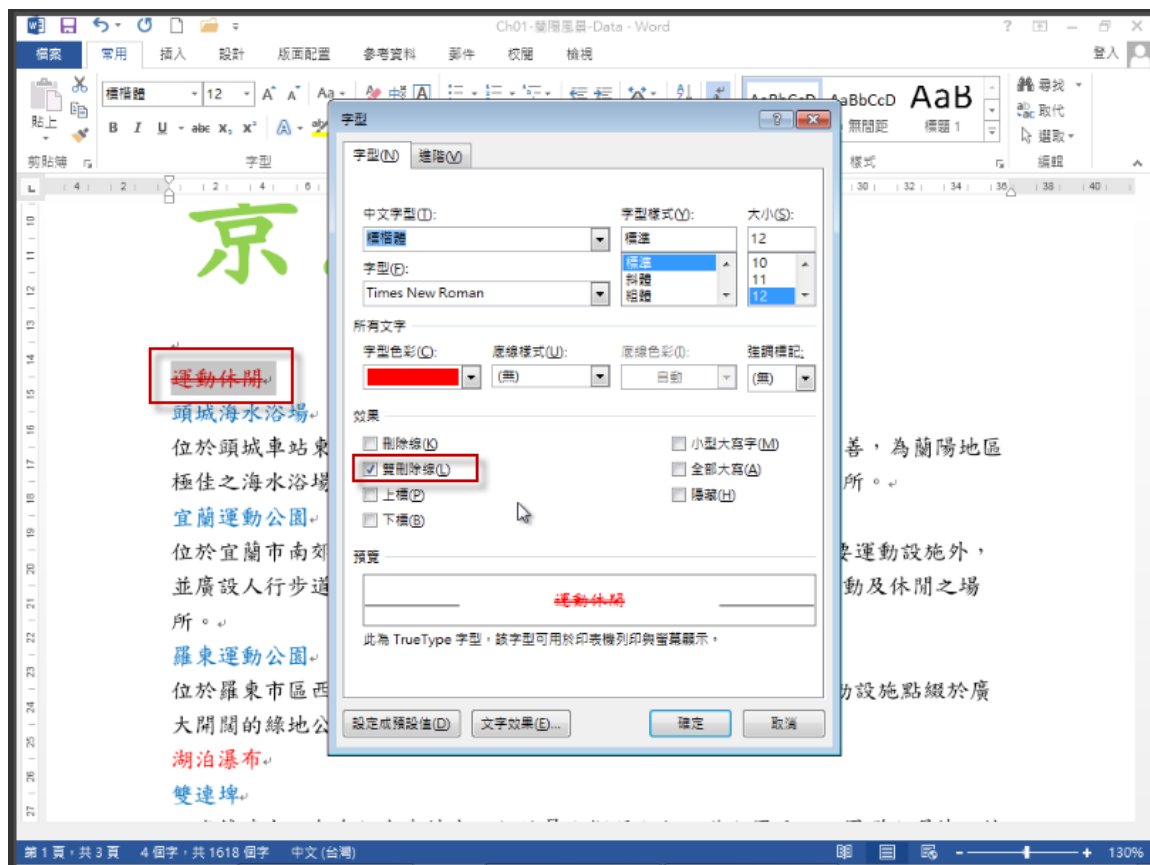 Ch01-蘭陽風景-Data - Word
檔案 常用 插入 設計 版面配置 參考資料 郵件 校閱 檢視 登入
標楷體 12 Aa
貼上 B I U abc X₂ X² A
AaBbCcD AaB
無間距 標題 1
尋找
取代
選取
剪貼簿 字型 樣式 編輯
字型
字型(N) 進階(V)
中文字型(T): 字型樣式(Y): 大小(S):
標楷體 標準 12
標準 10
斜體 11
粗體 12
字型(F):
Times New Roman
所有文字
字型色彩(C): 底線樣式(U): 底線色彩(I): 強調標記:
(無) 自動 (無)
效果
刪除線(K) 小型大寫字(M)
雙刪除線(L) 全部大寫(A)
上標(P) 隱藏(H)
下標(B)
預覽
運動休閒
此為 TrueType 字型，該字型可用於印表機列印與螢幕顯示。
設定成預設值(D) 文字效果(E)... 確定 取消
京
運動休閒
頭城海水浴場
位於頭城車站東 善，為蘭陽地區
極佳之海水浴場 所。
宜蘭運動公園
位於宜蘭市南郊 要運動設施外，
並廣設人行步道 動及休閒之場
所。
羅東運動公園
位於羅東市區西 動設施點綴於廣
大開闊的綠地公
湖泊瀑布
雙連埤
第 1 頁，共 3 頁 4 個字，共 1618 個字 中文 (台灣) 130%